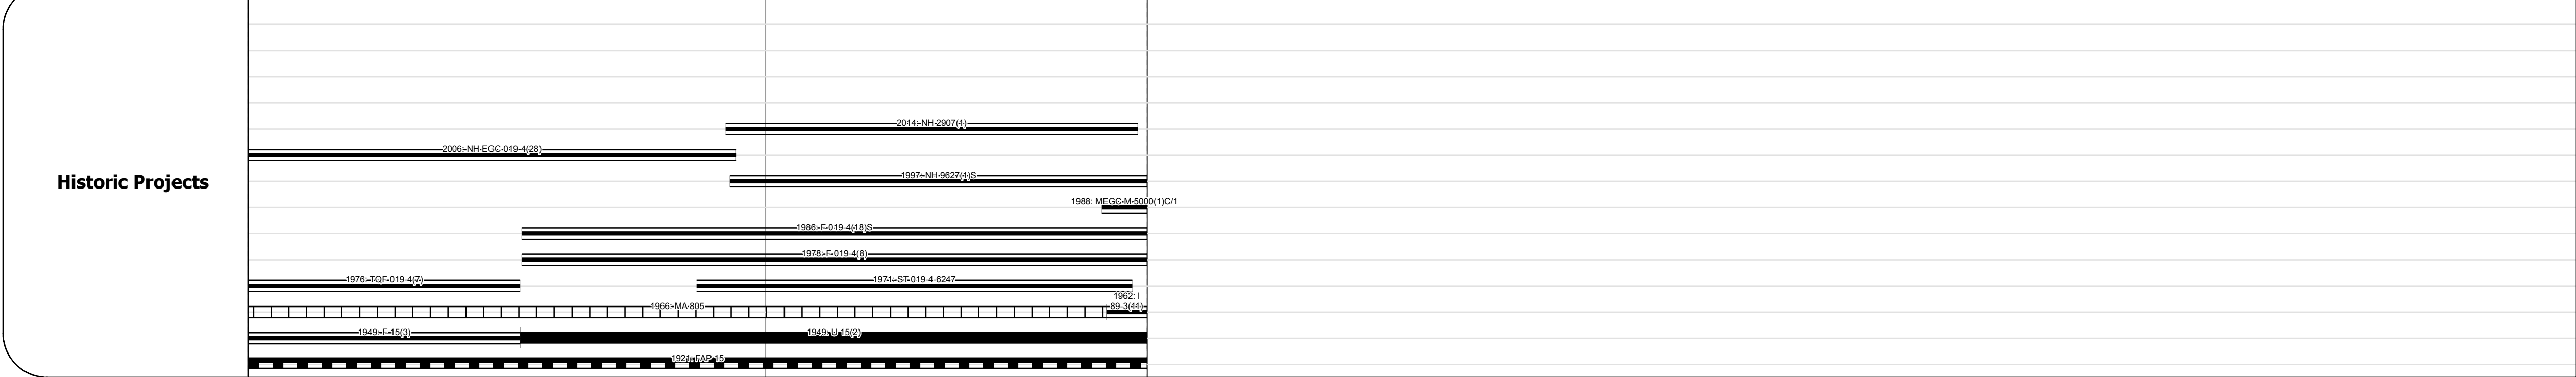 2014: NH-2907(1)
2006: NH-EGC-019-4(28)
Historic Projects
1997: NH-9627(1)S
1988: MEGC-M-5000(1)C/1
1986: F-019-4(18)S
1978: F-019-4(8)
1976: TQF-019-4(7)
1971: ST-019-4-6247
1962: I
1966: MA 805
89-3(11)
1949: F-15(3)
1949: U 15(2)
1921: FAP 15